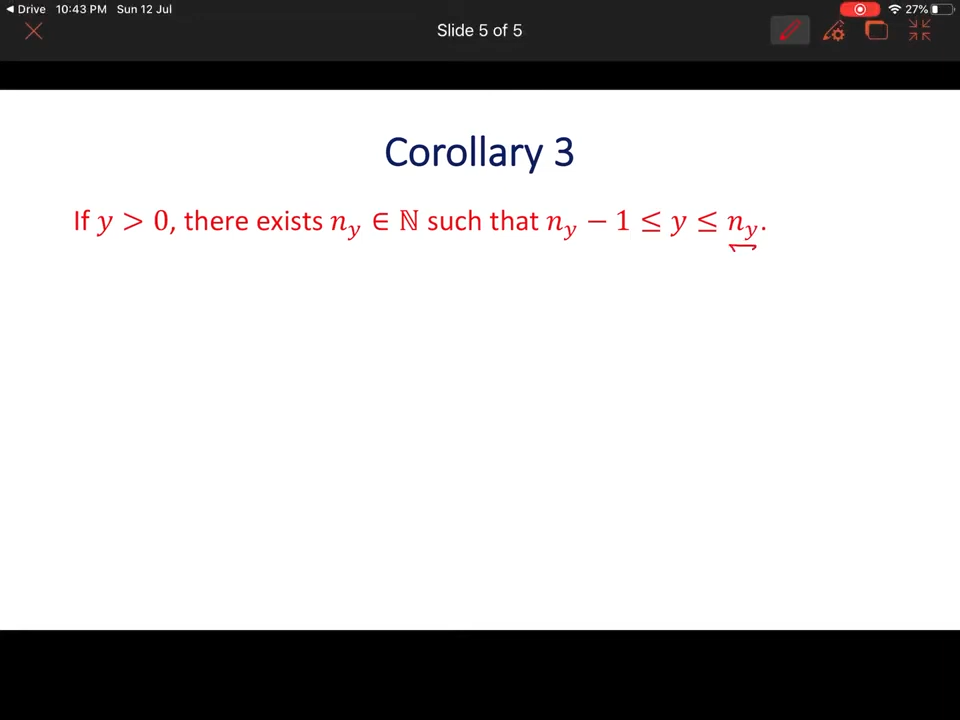 ◀ Drive 10:43 PM Sun 12 Jul 27%
Slide 5 of 5
Corollary 3
If y > 0, there exists n_y ∈ ℕ such that n_y − 1 ≤ y ≤ n_y.